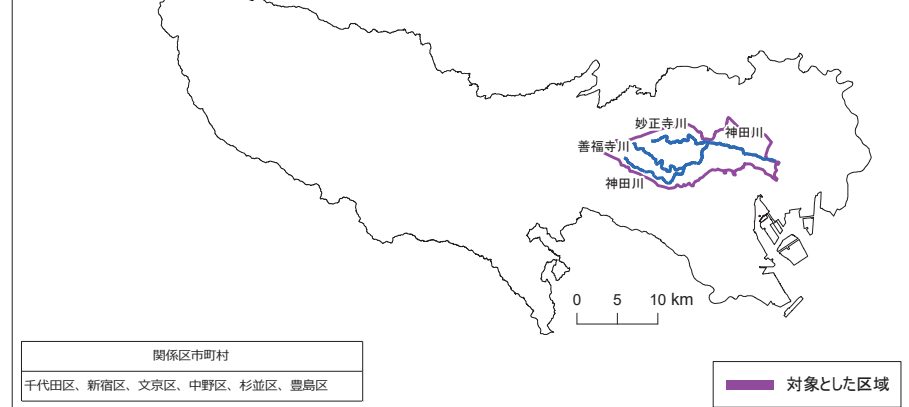 妙正寺川
神田川
善福寺川
神田川
0 5 10 km
関係区市町村
千代田区、新宿区、文京区、中野区、杉並区、豊島区
対象とした区域